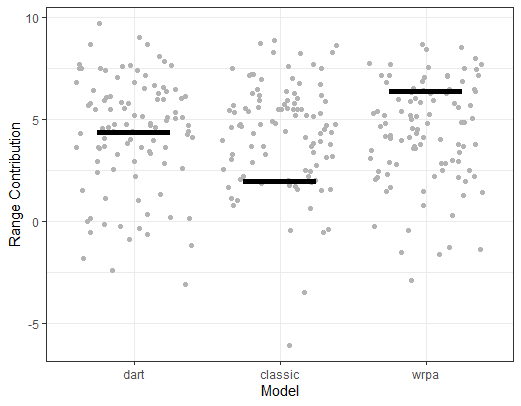 Range Contribution
10
5
0
-5
dart classic wrpa
Model